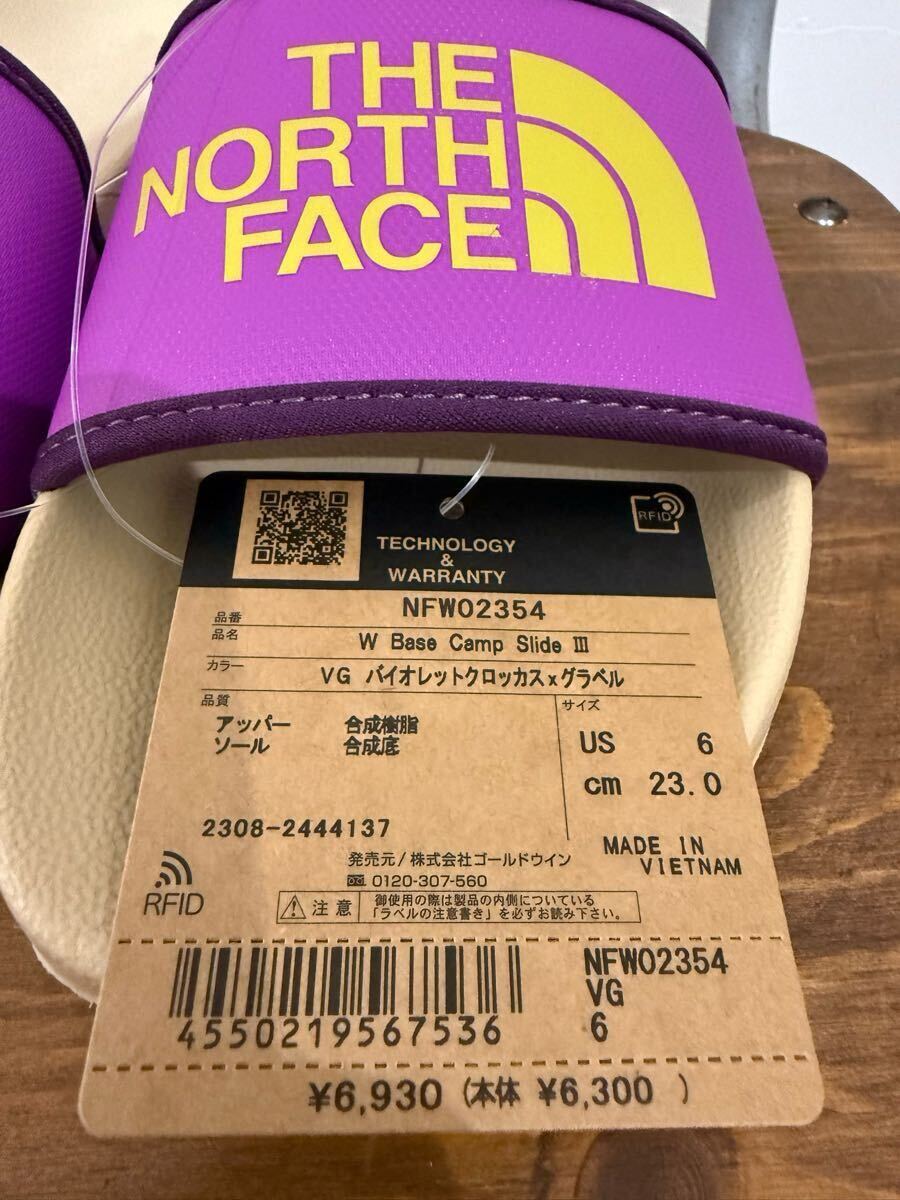 THE
NORTH
FACE
RFID
TECHNOLOGY
&
WARRANTY
品番 NFW02354
品名 W Base Camp Slide Ⅲ
カラー VG バイオレットクロッカスxグラベル
品質
アッパー 合成樹脂
ソール 合成底
サイズ
US 6
cm 23.0
2308-2444137
MADE IN
VIETNAM
発売元/株式会社ゴールドウイン
0120-307-560
RFID
注意
御使用の際は製品の内側についている
「ラベルの注意書き」を必ずお読み下さい。
4550219567536
NFW02354
VG
6
¥6,930 (本体 ¥6,300 )